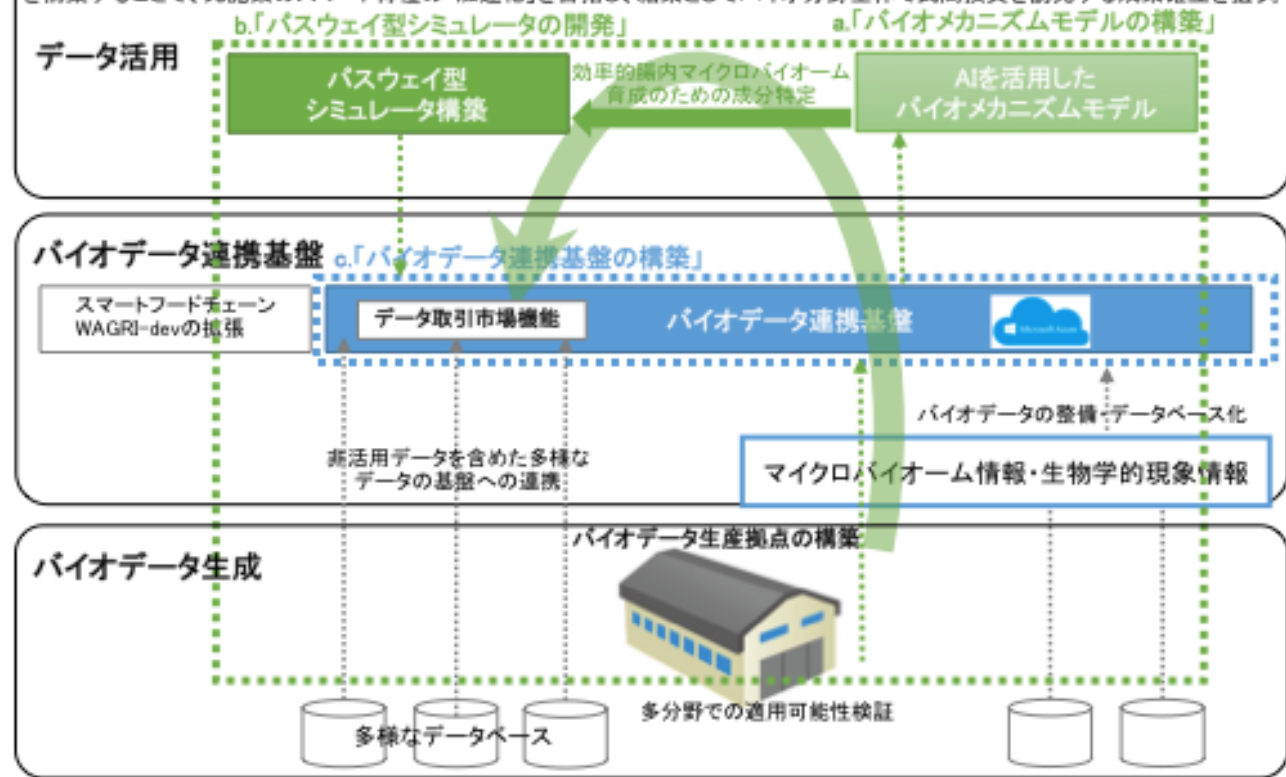 b.「パスウェイ型シミュレータの開発」
a.「バイオメカニズムモデルの構築」
データ活用
パスウェイ型
シミュレータ構築
効率的腸内マイクロバイオーム
育成のための成分特定
AIを活用した
バイオメカニズムモデル
バイオデータ連携基盤
c.「バイオデータ連携基盤の構築」
スマートフードチェーン
WAGRI-devの拡張
データ取引市場機能
バイオデータ連携基盤
Microsoft Azure
バイオデータの整備・データベース化
非活用データを含めた多様な
データの基盤への連携
マイクロバイオーム情報・生物学的現象情報
バイオデータ生産拠点の構築
バイオデータ生成
多分野での適用可能性検証
多様なデータベース